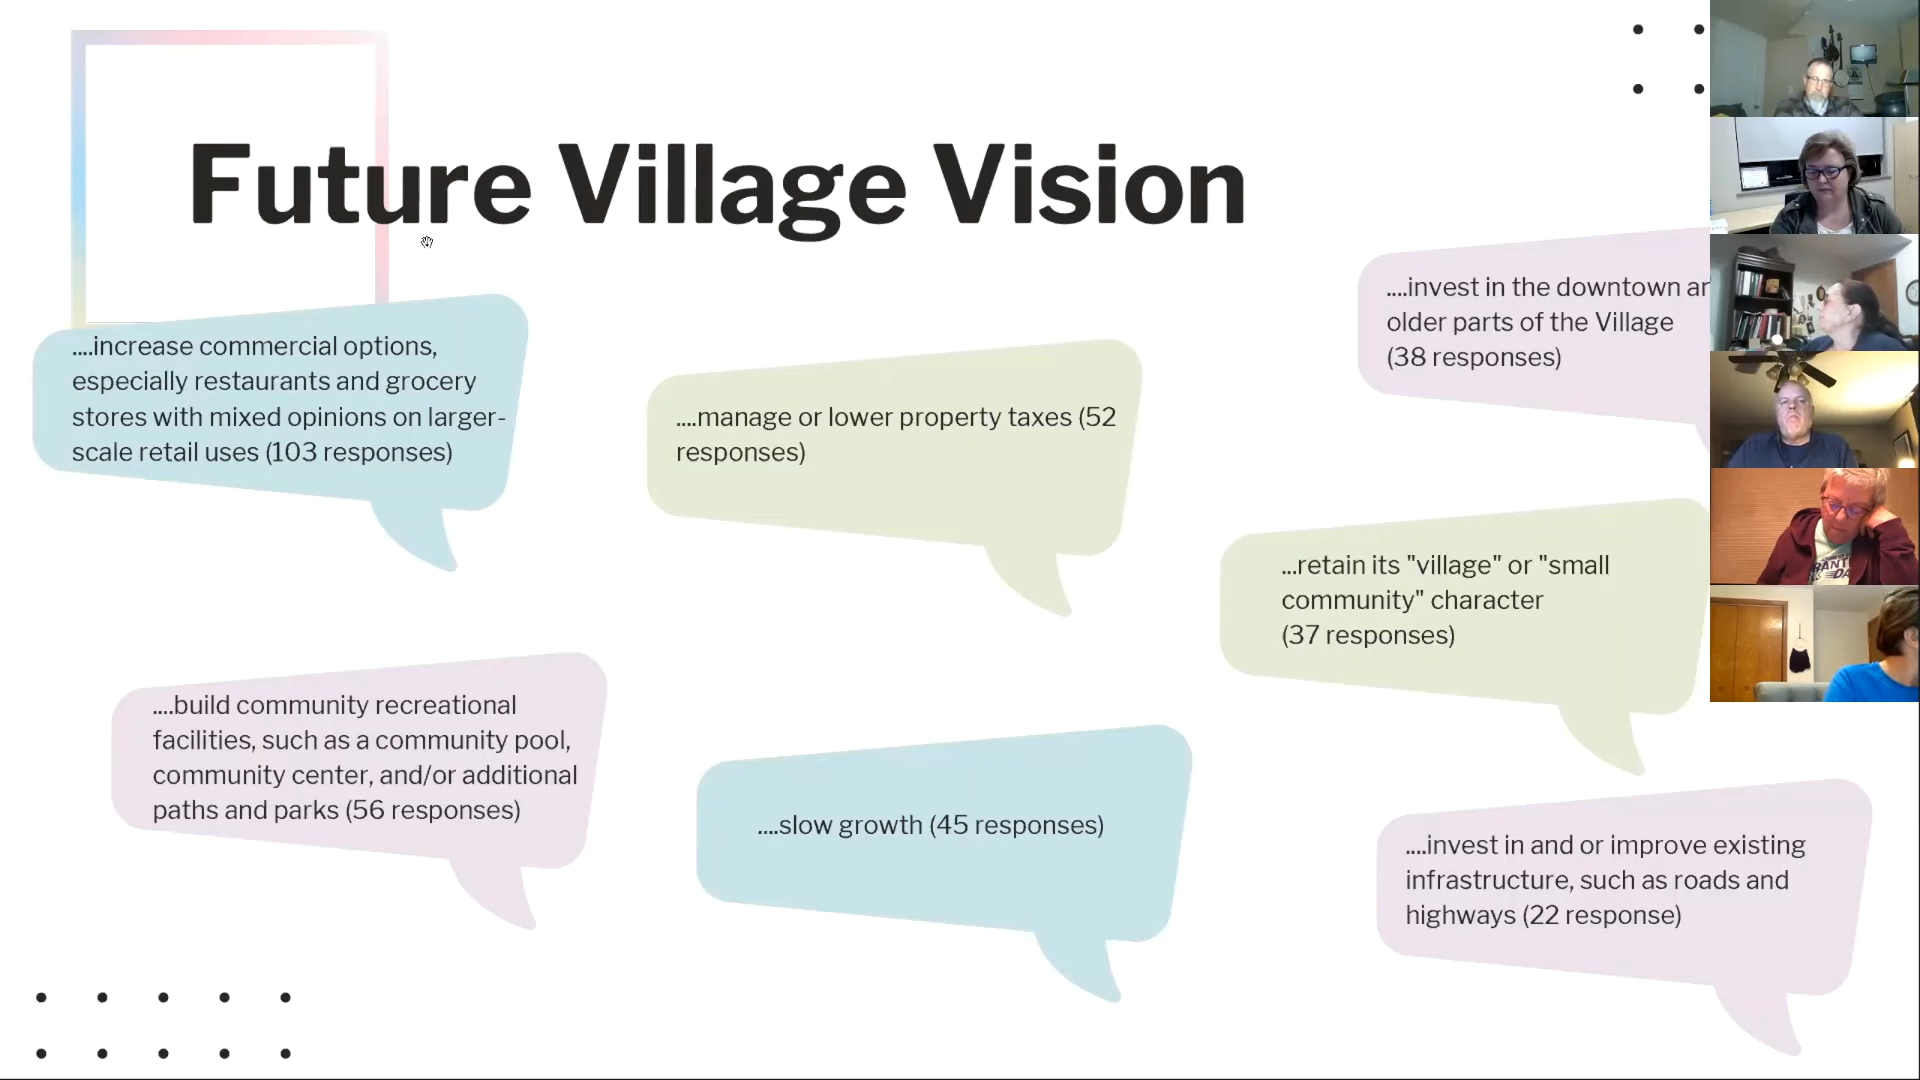 Future Village Vision
....increase commercial options,
especially restaurants and grocery
stores with mixed opinions on larger-
scale retail uses (103 responses)
....manage or lower property taxes (52
responses)
....invest in the downtown
older parts of the Village
(38 responses)
...retain its "village" or "small
community" character
(37 responses)
....build community recreational
facilities, such as a community pool,
community center, and/or additional
paths and parks (56 responses)
....slow growth (45 responses)
....invest in and or improve existing
infrastructure, such as roads and
highways (22 response)